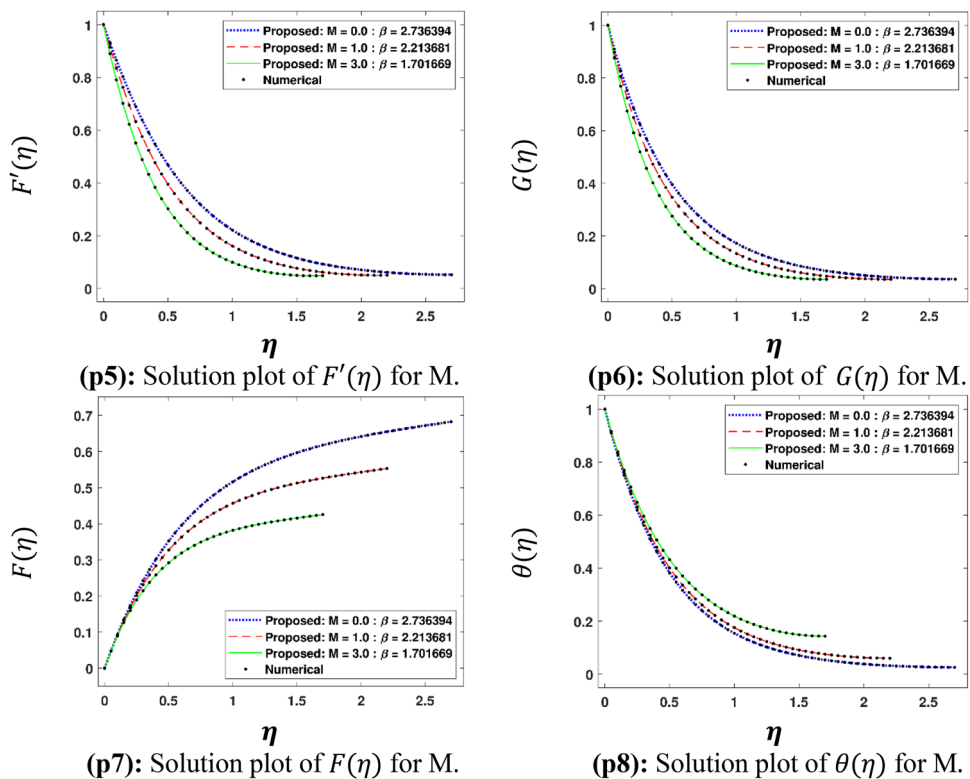 Proposed: M = 0.0 : β = 2.736394
Proposed: M = 1.0 : β = 2.213681
Proposed: M = 3.0 : β = 1.701669
Numerical
1
0.8
0.6
0.4
0.2
0
F′(η)
0 0.5 1 1.5 2 2.5
η
(p5): Solution plot of F′(η) for M.
Proposed: M = 0.0 : β = 2.736394
Proposed: M = 1.0 : β = 2.213681
Proposed: M = 3.0 : β = 1.701669
Numerical
1
0.8
0.6
0.4
0.2
0
G(η)
0 0.5 1 1.5 2 2.5
η
(p6): Solution plot of G(η) for M.
0.7
0.6
0.5
0.4
0.3
0.2
0.1
0
F(η)
Proposed: M = 0.0 : β = 2.736394
Proposed: M = 1.0 : β = 2.213681
Proposed: M = 3.0 : β = 1.701669
Numerical
0 0.5 1 1.5 2 2.5
η
(p7): Solution plot of F(η) for M.
Proposed: M = 0.0 : β = 2.736394
Proposed: M = 1.0 : β = 2.213681
Proposed: M = 3.0 : β = 1.701669
Numerical
1
0.8
0.6
0.4
0.2
0
θ(η)
0 0.5 1 1.5 2 2.5
η
(p8): Solution plot of θ(η) for M.